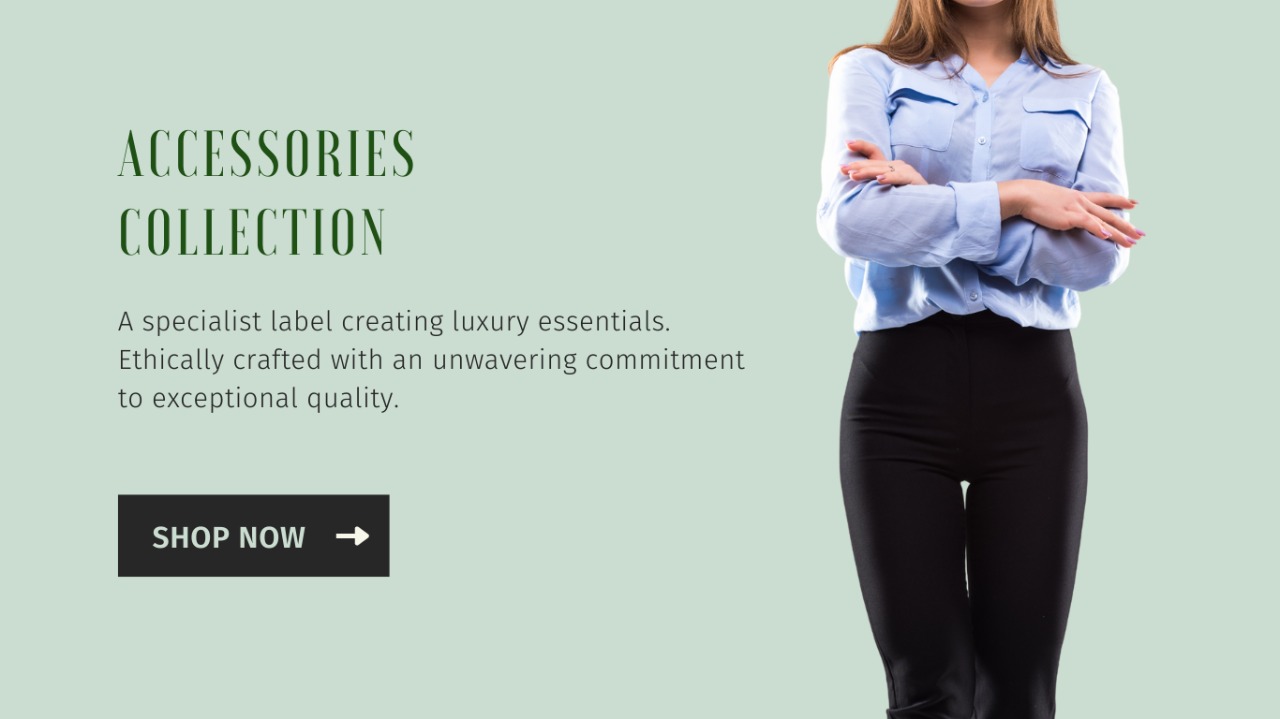 ACCESSORIES
COLLECTION
A specialist label creating luxury essentials.
Ethically crafted with an unwavering commitment
to exceptional quality.
SHOP NOW